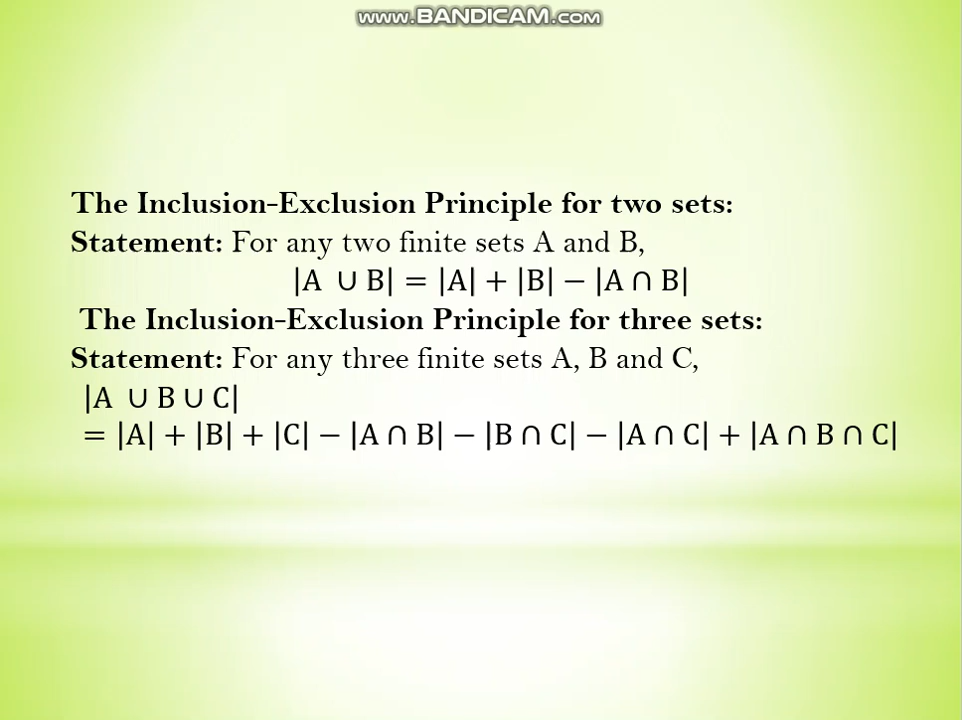 www.BANDICAM.com
The Inclusion-Exclusion Principle for two sets:
Statement: For any two finite sets A and B,
|A ∪ B| = |A| + |B| − |A ∩ B|
The Inclusion-Exclusion Principle for three sets:
Statement: For any three finite sets A, B and C,
|A ∪ B ∪ C|
= |A| + |B| + |C| − |A ∩ B| − |B ∩ C| − |A ∩ C| + |A ∩ B ∩ C|